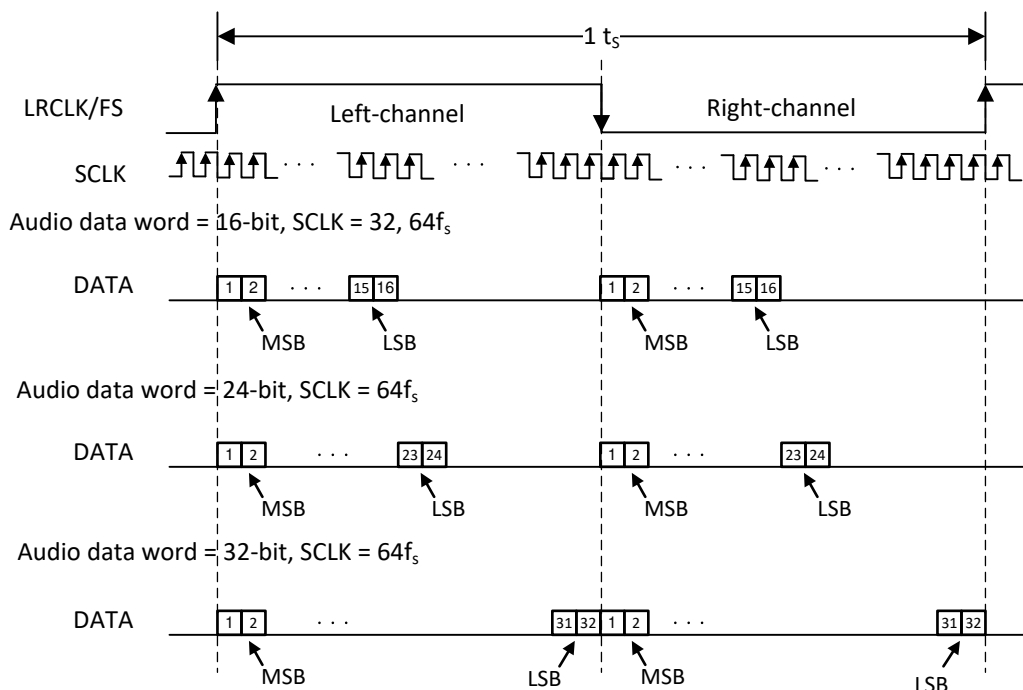 1 tS
LRCLK/FS
Left-channel
Right-channel
SCLK
. . .
. . .
. . .
. . .
Audio data word = 16-bit, SCLK = 32, 64fs
DATA
1 2 . . . 15 16 1 2 . . . 15 16
MSB LSB MSB LSB
Audio data word = 24-bit, SCLK = 64fs
DATA
1 2 . . . 23 24 1 2 . . . 23 24
MSB LSB MSB LSB
Audio data word = 32-bit, SCLK = 64fs
DATA
1 2 . . . 31 32 1 2 . . . 31 32
MSB LSB MSB LSB